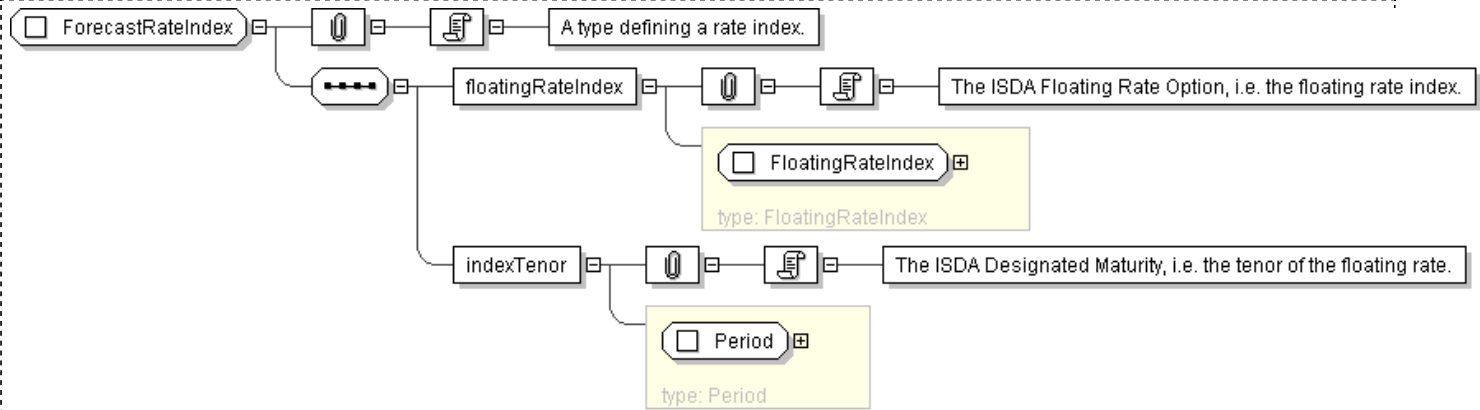 ForecastRateIndex
A type defining a rate index.
floatingRateIndex
The ISDA Floating Rate Option, i.e. the floating rate index.
FloatingRateIndex
type: FloatingRateIndex
indexTenor
The ISDA Designated Maturity, i.e. the tenor of the floating rate.
Period
type: Period